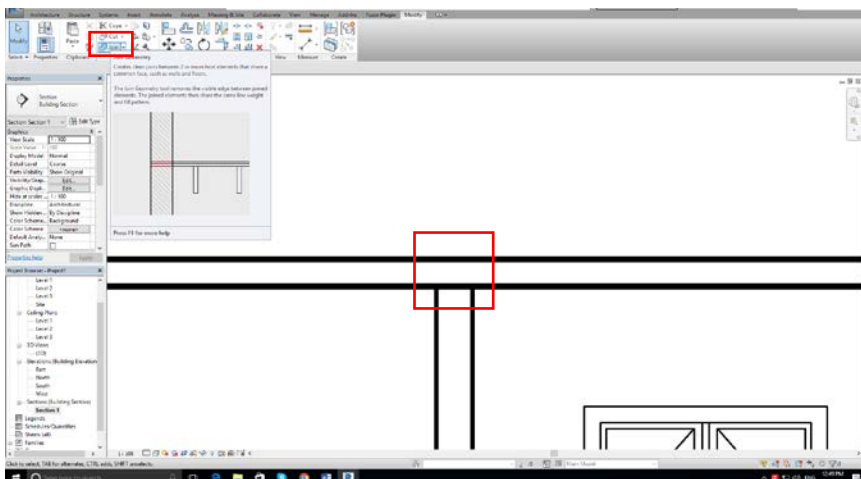 Architecture Structure Systems Insert Annotate Analyze Massing & Site Collaborate View Manage Add-Ins Modify
Modify
Paste
Cope
Cut
Join
Select Properties Clipboard
View Measure Create
Join Geometry
Creates clean joins between 2 or more host elements that share a
common face, such as walls and floors.
The Join Geometry tool removes the visible edge between joined
elements. The joined elements then share the same line weight
and fill pattern.
Press F1 for more help
Properties
Section
Building Section
Section: Section 1
Edit Type
Graphics
View Scale 1 : 100
Scale Value 1: 100
Display Model Normal
Detail Level Coarse
Parts Visibility Show Original
Visibility/Grap... Edit...
Graphic Displ... Edit...
Hide at scales ... 1 : 100
Discipline Architectural
Show Hidden... By Discipline
Color Scheme... Background
Color Scheme <none>
Default Analy... None
Sun Path
Properties help Apply
Project Browser - Project1
Level 1
Level 2
Level 3
Site
Ceiling Plans
Level 1
Level 2
Level 3
3D Views
{3D}
Elevations (Building Elevation
East
North
South
West
Sections (Building Section)
Section 1
Legends
Schedules/Quantities
Sheets (all)
Families
1 : 100
Click to select, TAB for alternates, CTRL adds, SHIFT unselects.
Main Model
ENG